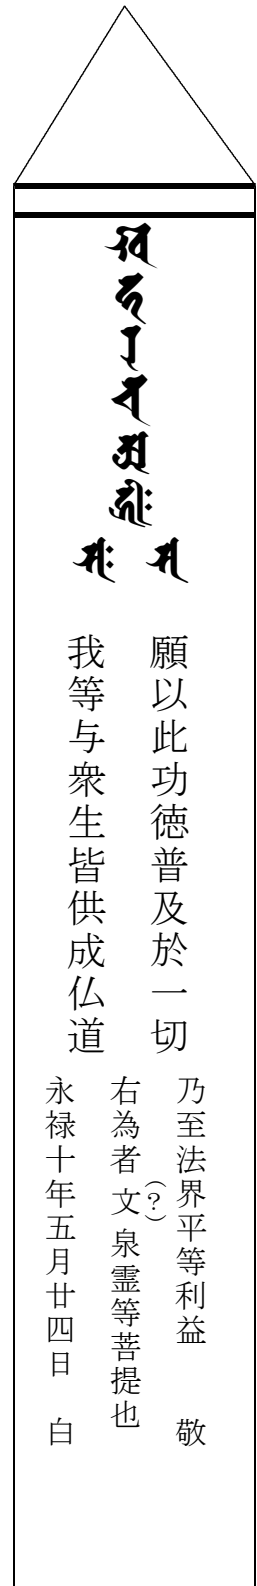 𑖏𑖮𑖨𑖪𑖀𑖮𑖿𑖨𑖱𑖾
𑖭
𑖭𑖾
願以此功徳普及於一切
我等与衆生皆供成仏道
乃至法界平等利益　敬
右為者文(?)泉霊等菩提也
永禄十年五月廿四日　白